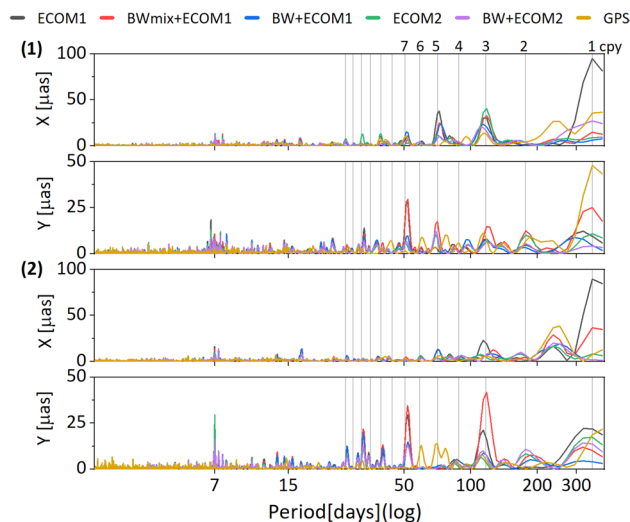 ECOM1 BWmix+ECOM1 BW+ECOM1 ECOM2 BW+ECOM2 GPS
(1) 7 6 5 4 3 2 1 cpy
100
X [µas]
50
0
50
Y [µas]
25
0
(2)
100
X [µas]
50
0
50
Y [µas]
25
0
7 15 50 100 200 300
Period[days](log)